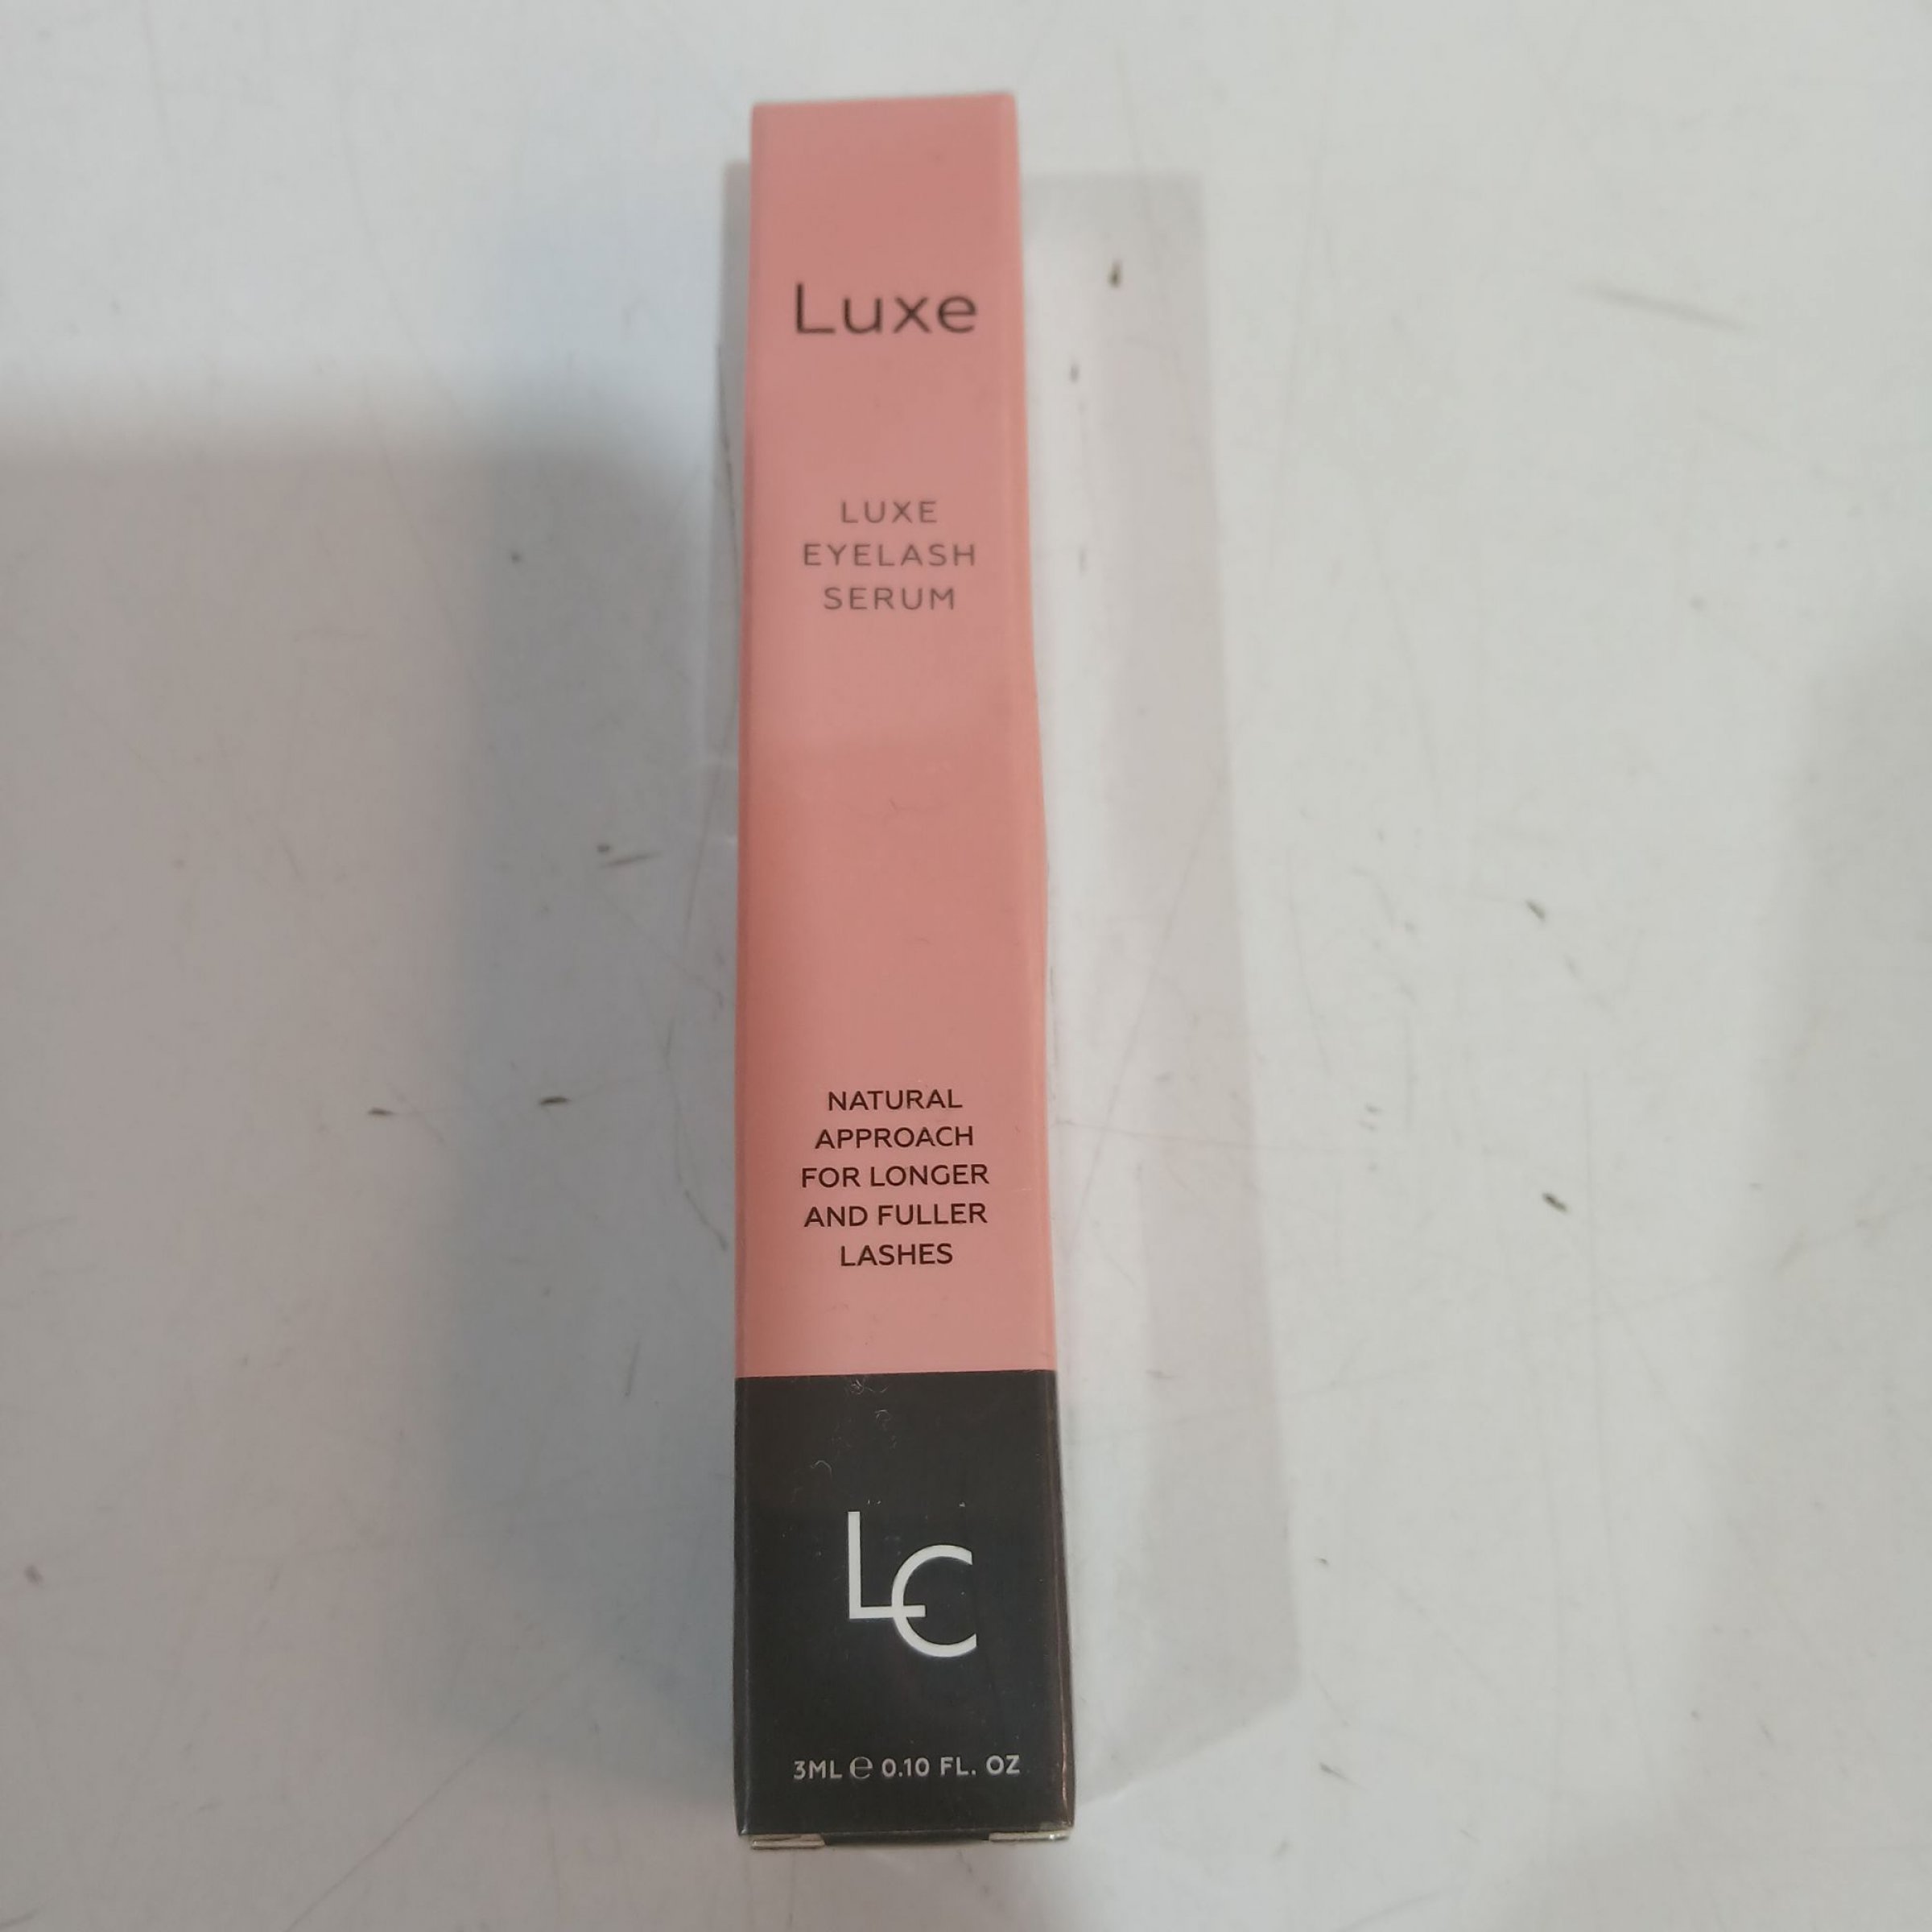 Luxe
LUXE
EYELASH
SERUM
NATURAL
APPROACH
FOR LONGER
AND FULLER
LASHES
LC
3ML ℮ 0.10 FL. OZ